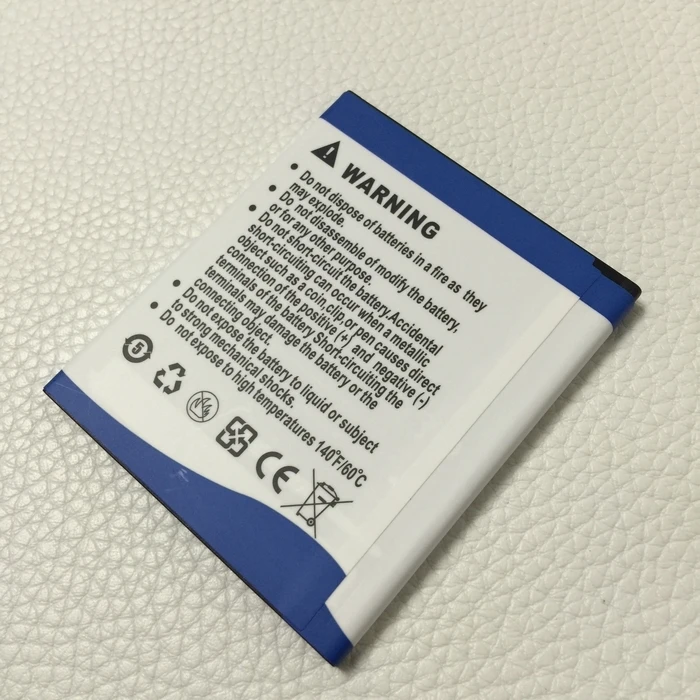 WARNING
• Do not dispose of batteries in a fire as they
may explode.
• Do not disassemble of modify the battery,
or for any other purpose.
• Do not short-circuit the battery.Accidental
short-circuiting can occur when a metallic,
object such as a coin,clip,or pen causes direct
connection of the positive (+) and negative (-)
terminals of the battery Short-circuiting the
terminals may damage the battery or the
connecting object.
• Do not expose the battery to liquid or subject
to strong mechanical shocks.
• Do not expose to high temperatures 140°F/60°C
5
CE